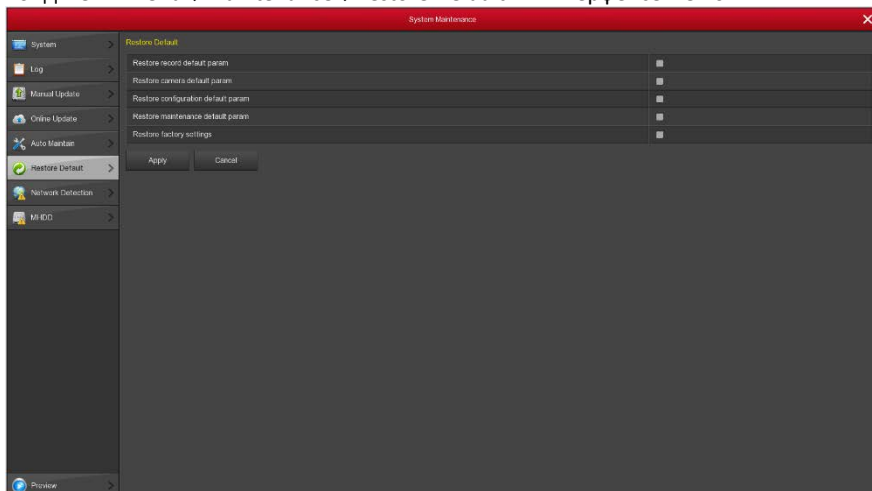 System Maintenance
System
Log
Manual Update
Online Update
Auto Maintain
Restore Default
Network Detection
MHDD
Preview
Restore Default
Restore record default param
Restore camera default param
Restore configuration default param
Restore maintenance default param
Restore factory settings
Apply
Cancel